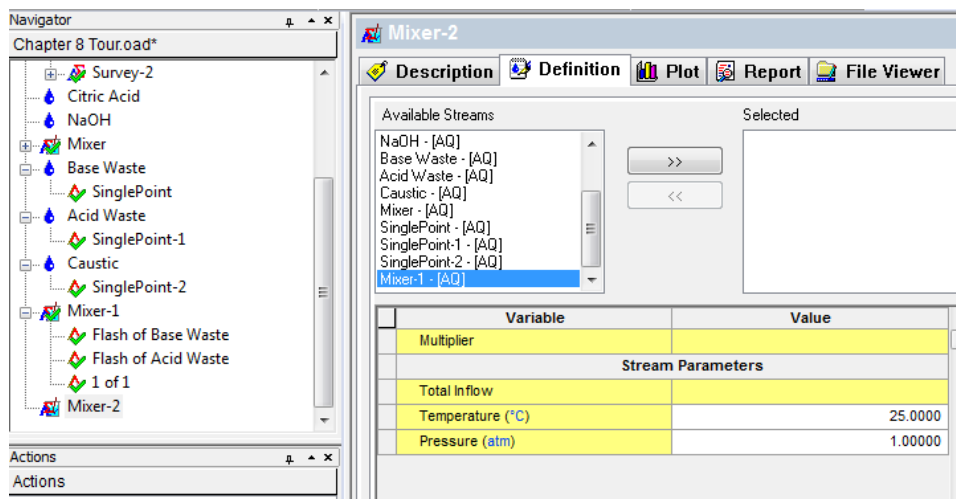 Navigator
Chapter 8 Tour.oad*
Survey-2
Citric Acid
NaOH
Mixer
Base Waste
SinglePoint
Acid Waste
SinglePoint-1
Caustic
SinglePoint-2
Mixer-1
Flash of Base Waste
Flash of Acid Waste
1 of 1
Mixer-2
Actions
Actions
Mixer-2
Description Definition Plot Report File Viewer
Available Streams Selected
NaOH - [AQ]
Base Waste - [AQ]
Acid Waste - [AQ]
Caustic - [AQ]
Mixer - [AQ]
SinglePoint - [AQ]
SinglePoint-1 - [AQ]
SinglePoint-2 - [AQ]
Mixer-1 - [AQ]
>>
<<
Variable Value
Multiplier
Stream Parameters
Total Inflow
Temperature (°C) 25.0000
Pressure (atm) 1.00000